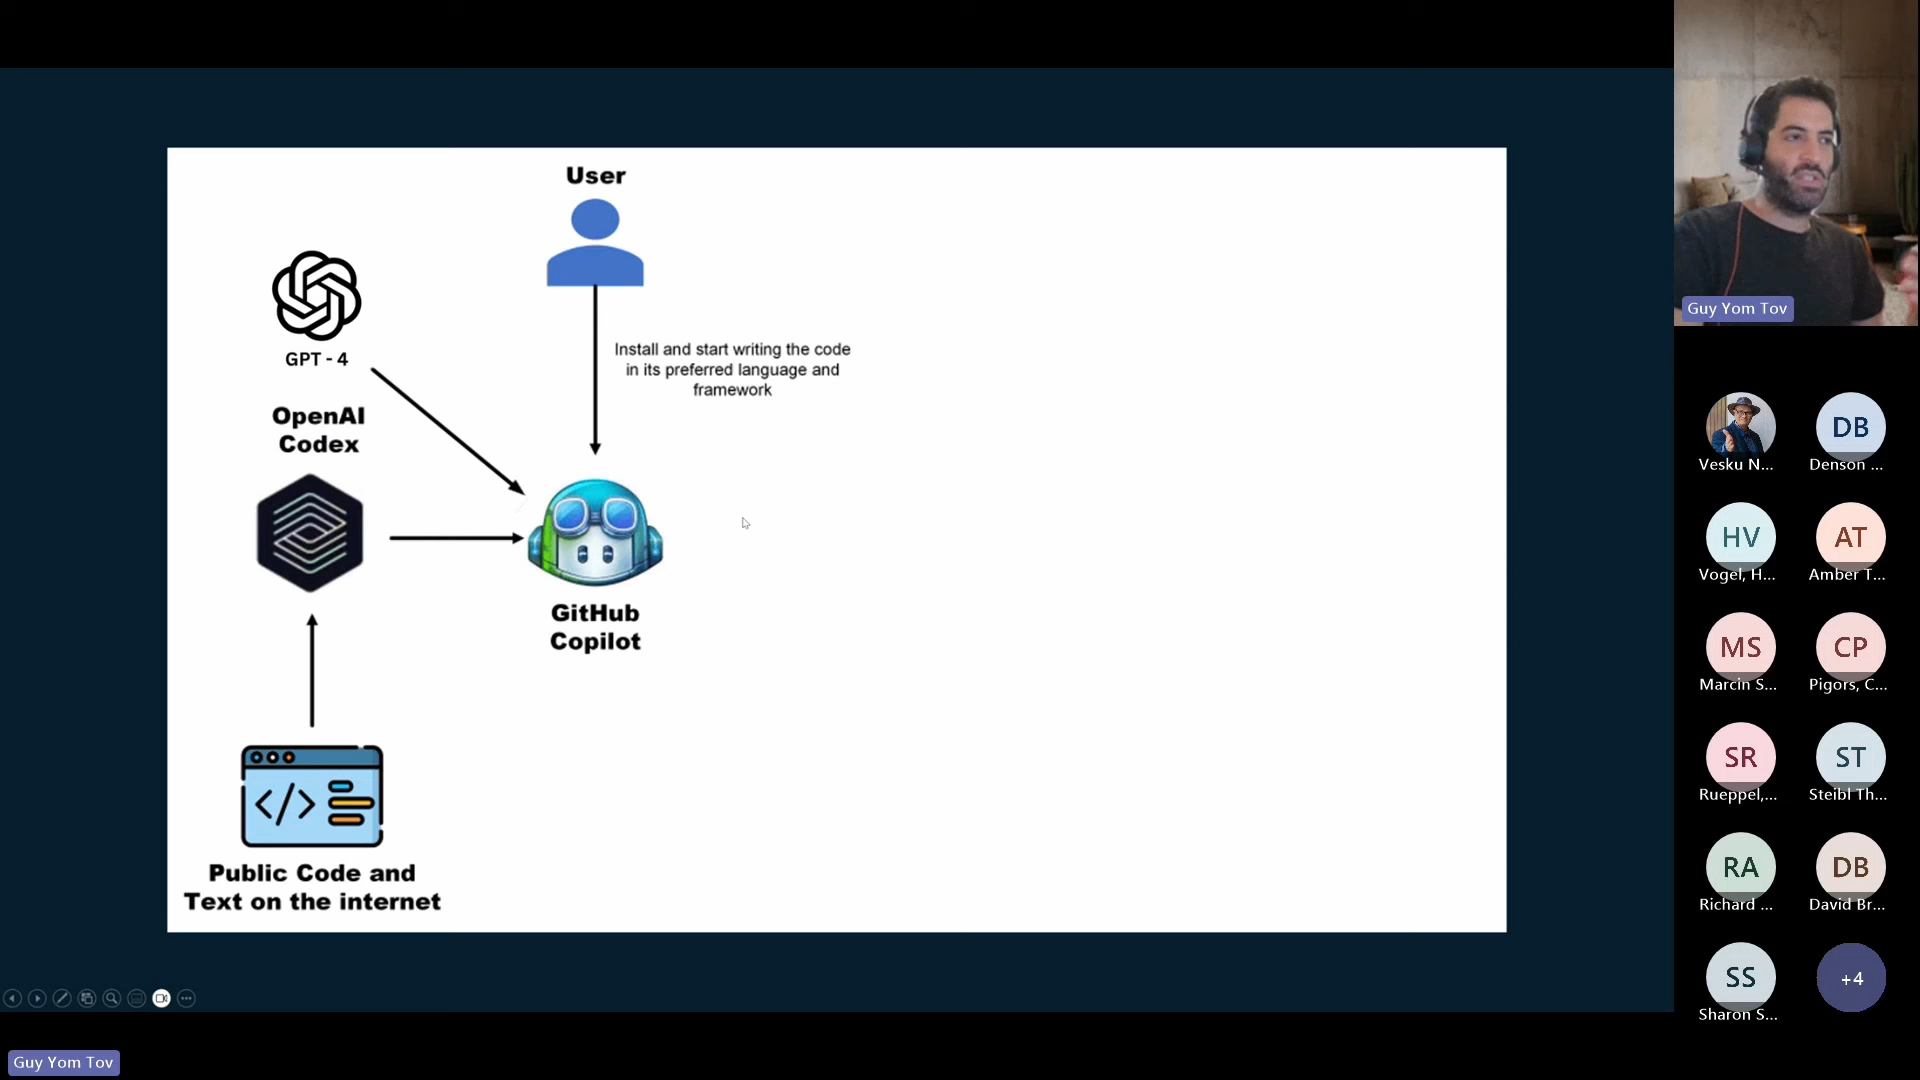 User
GPT - 4
Install and start writing the code
in its preferred language and
framework
OpenAI
Codex
GitHub
Copilot
Public Code and
Text on the internet
Guy Yom Tov
Vesku N...
DB
Denson ...
HV
Vogel, H...
AT
Amber T...
MS
Marcin S...
CP
Pigors, C...
SR
Rueppel,...
ST
Steibl Th...
RA
Richard ...
DB
David Br...
SS
Sharon S...
+4
Guy Yom Tov